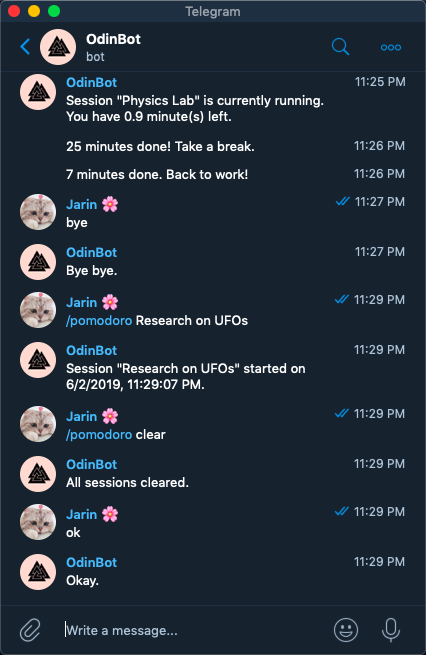 Telegram
OdinBot
bot
OdinBot 11:25 PM
Session "Physics Lab" is currently running.
You have 0.9 minute(s) left.
25 minutes done! Take a break. 11:26 PM
7 minutes done. Back to work! 11:26 PM
Jarin 🌸 11:27 PM
bye
OdinBot 11:27 PM
Bye bye.
Jarin 🌸 11:29 PM
/pomodoro Research on UFOs
OdinBot 11:29 PM
Session "Research on UFOs" started on
6/2/2019, 11:29:07 PM.
Jarin 🌸 11:29 PM
/pomodoro clear
OdinBot 11:29 PM
All sessions cleared.
Jarin 🌸 11:29 PM
ok
OdinBot 11:29 PM
Okay.
Write a message...